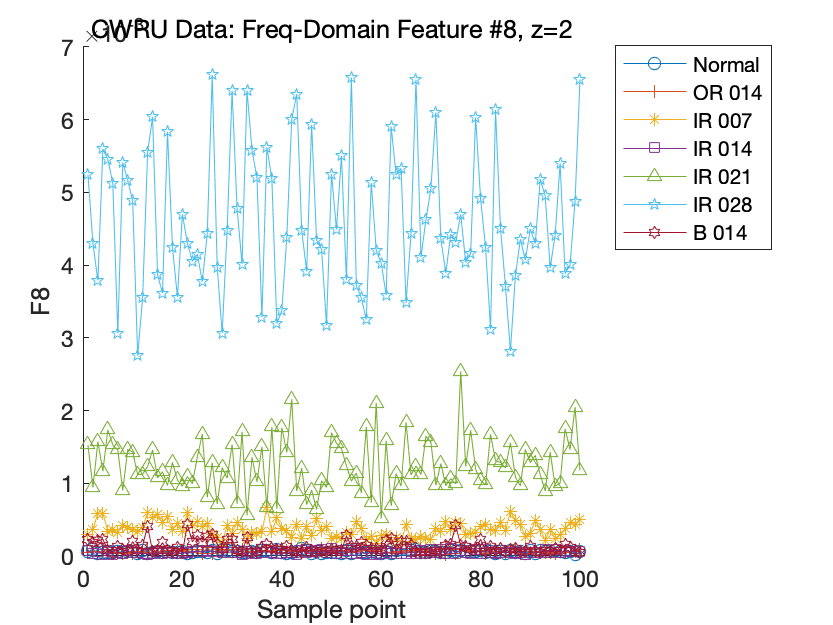 CWRU Data: Freq-Domain Feature #8, z=2
7
6
5
4
3
2
1
0
F8
0 20 40 60 80 100
Sample point
Normal
OR 014
IR 007
IR 014
IR 021
IR 028
B 014